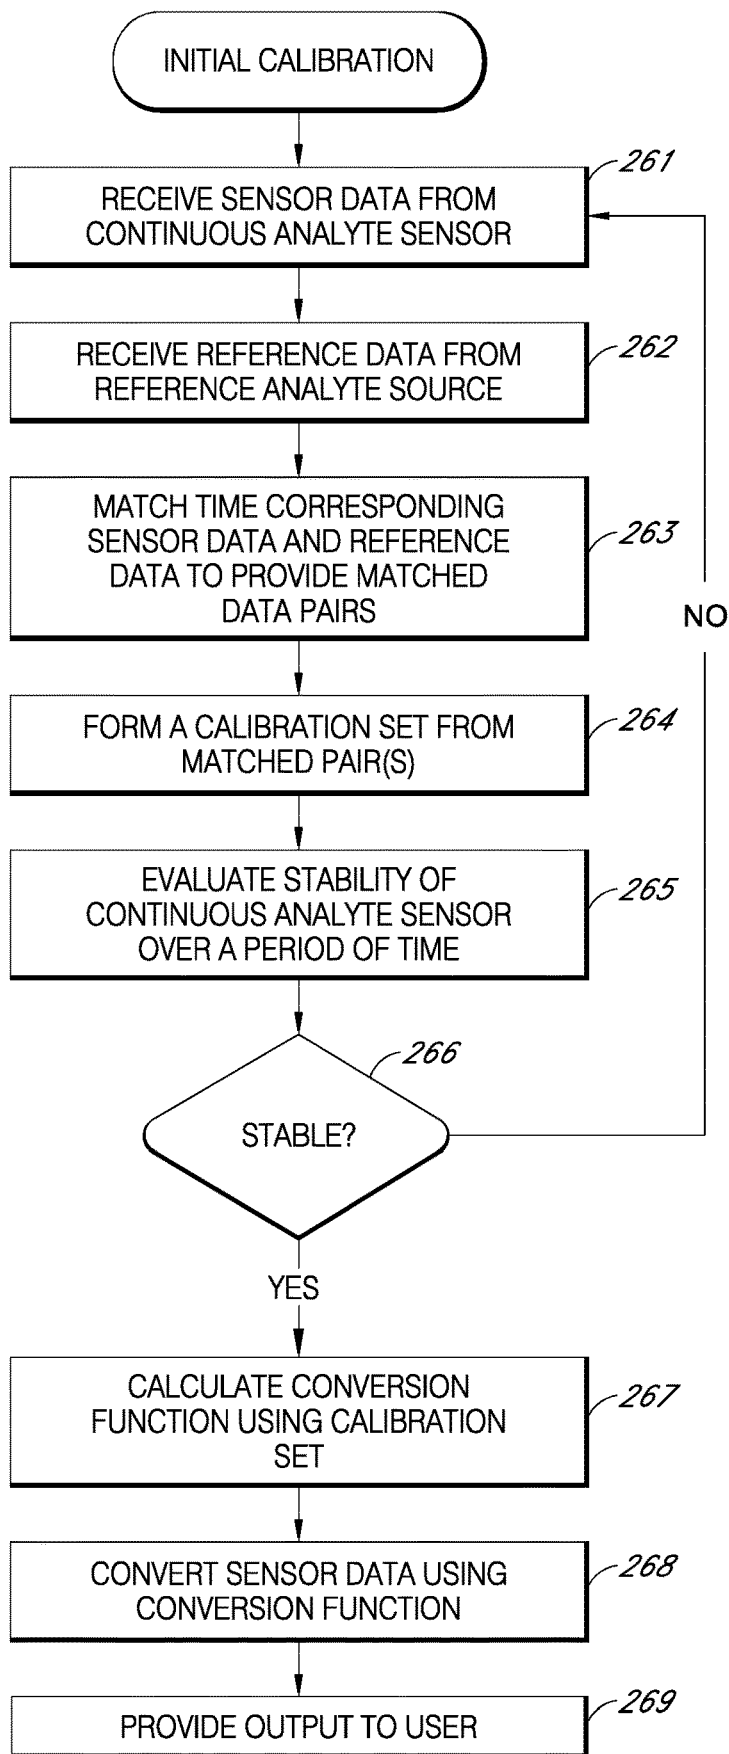 INITIAL CALIBRATION
261
RECEIVE SENSOR DATA FROM
CONTINUOUS ANALYTE SENSOR
262
RECEIVE REFERENCE DATA FROM
REFERENCE ANALYTE SOURCE
263
MATCH TIME CORRESPONDING
SENSOR DATA AND REFERENCE
DATA TO PROVIDE MATCHED
DATA PAIRS
NO
264
FORM A CALIBRATION SET FROM
MATCHED PAIR(S)
265
EVALUATE STABILITY OF
CONTINUOUS ANALYTE SENSOR
OVER A PERIOD OF TIME
266
STABLE?
YES
267
CALCULATE CONVERSION
FUNCTION USING CALIBRATION
SET
268
CONVERT SENSOR DATA USING
CONVERSION FUNCTION
269
PROVIDE OUTPUT TO USER